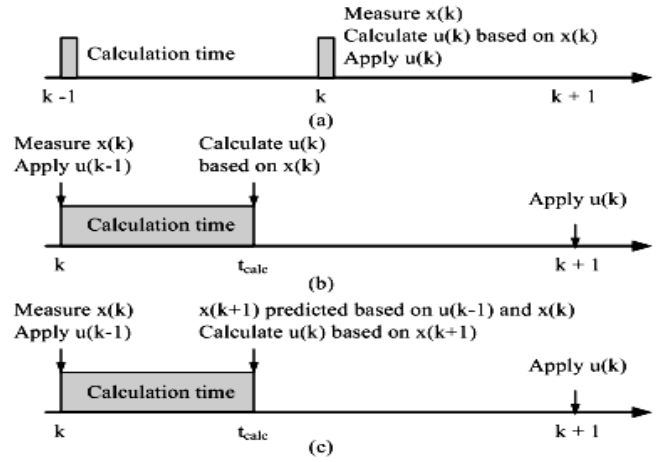 Measure x(k)
Calculation time
Calculate u(k) based on x(k)
Apply u(k)
k -1
k
k + 1
(a)
Measure x(k)
Calculate u(k)
Apply u(k-1)
based on x(k)
Calculation time
Apply u(k)
k
t_calc
k + 1
(b)
Measure x(k)
x(k+1) predicted based on u(k-1) and x(k)
Apply u(k-1)
Calculate u(k) based on x(k+1)
Calculation time
Apply u(k)
k
t_calc
k + 1
(c)